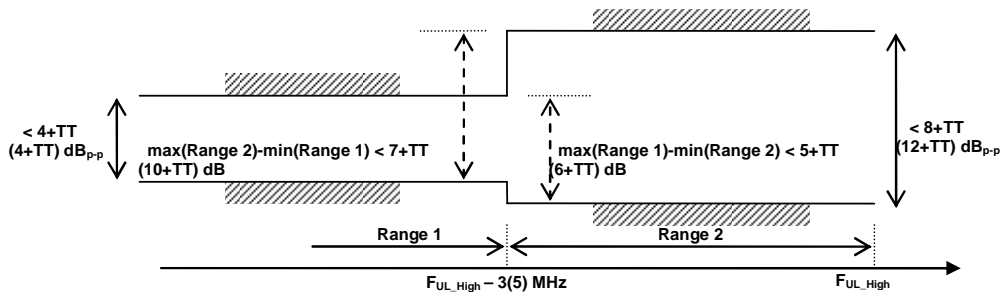 < 4+TT
(4+TT) dBp-p
max(Range 2)-min(Range 1) < 7+TT
(10+TT) dB
max(Range 1)-min(Range 2) < 5+TT
(6+TT) dB
< 8+TT
(12+TT) dBp-p
Range 1
Range 2
FUL_High – 3(5) MHz
FUL_High